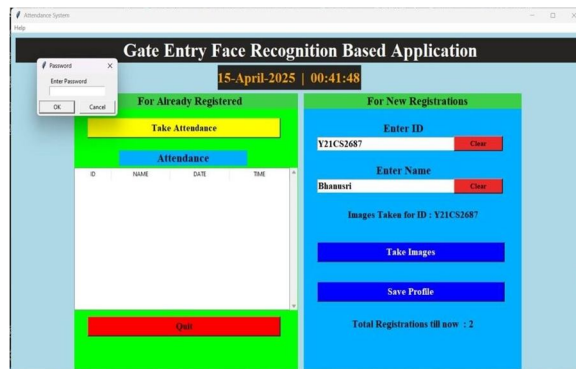 Attendance System
Help
Gate Entry Face Recognition Based Application
15-April-2025 | 00:41:48
Password
Enter Password
OK Cancel
For Already Registered
Take Attendance
Attendance
ID NAME DATE TIME
Quit
For New Registrations
Enter ID
Y21CS2687 Clear
Enter Name
Bhanusri Clear
Images Taken for ID : Y21CS2687
Take Images
Save Profile
Total Registrations till now : 2